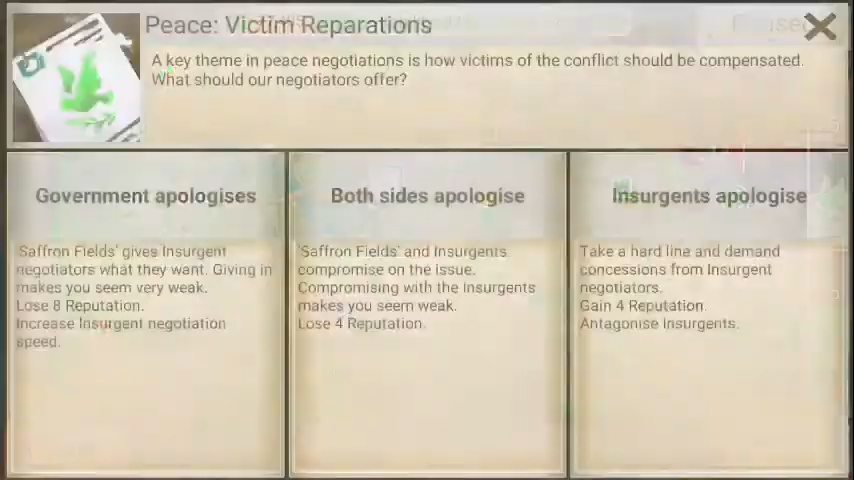 Peace: Victim Reparations
A key theme in peace negotiations is how victims of the conflict should be compensated.
What should our negotiators offer?
Government apologises
Both sides apologise
Insurgents apologise
'Saffron Fields' gives Insurgent
negotiators what they want. Giving in
makes you seem very weak.
Lose 8 Reputation.
Increase Insurgent negotiation
speed.
'Saffron Fields' and Insurgents
compromise on the issue.
Compromising with the Insurgents
makes you seem weak.
Lose 4 Reputation.
Take a hard line and demand
concessions from Insurgent
negotiators.
Gain 4 Reputation.
Antagonise Insurgents.